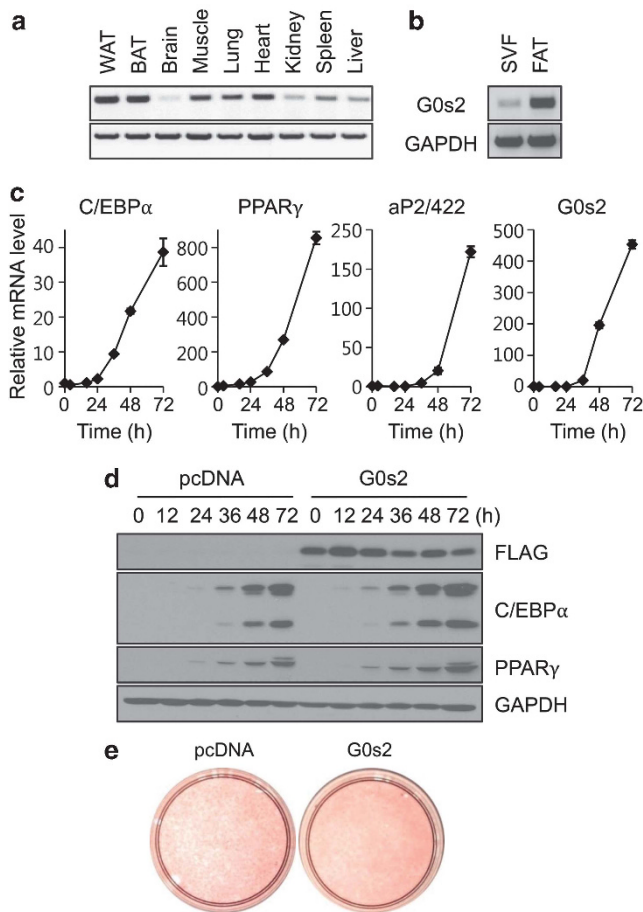 a
WAT BAT Brain Muscle Lung Heart Kidney Spleen Liver
b
SVF FAT
G0s2
GAPDH
c
C/EBPα PPARγ aP2/422 G0s2
Relative mRNA level
40 30 20 10 0
800 600 400 200 0
250 200 150 100 50 0
500 400 300 200 100 0
0 24 48 72 0 24 48 72 0 24 48 72 0 24 48 72
Time (h) Time (h) Time (h) Time (h)
d
pcDNA G0s2
0 12 24 36 48 72 0 12 24 36 48 72 (h)
FLAG
C/EBPα
PPARγ
GAPDH
e
pcDNA G0s2